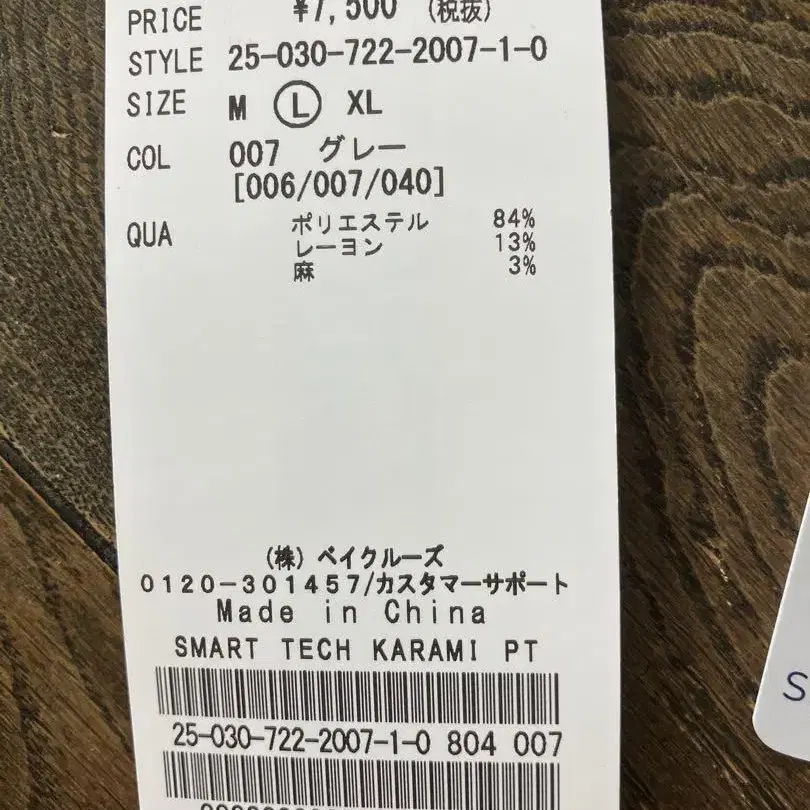 PRICE ¥7,500 (税抜)
STYLE 25-030-722-2007-1-0
SIZE M L XL
COL 007 グレー
[006/007/040]
QUA ポリエステル 84%
レーヨン 13%
麻 3%
(株) ベイクルーズ
0120-301457/カスタマーサポート
Made in China
SMART TECH KARAMI PT
25-030-722-2007-1-0 804 007
S